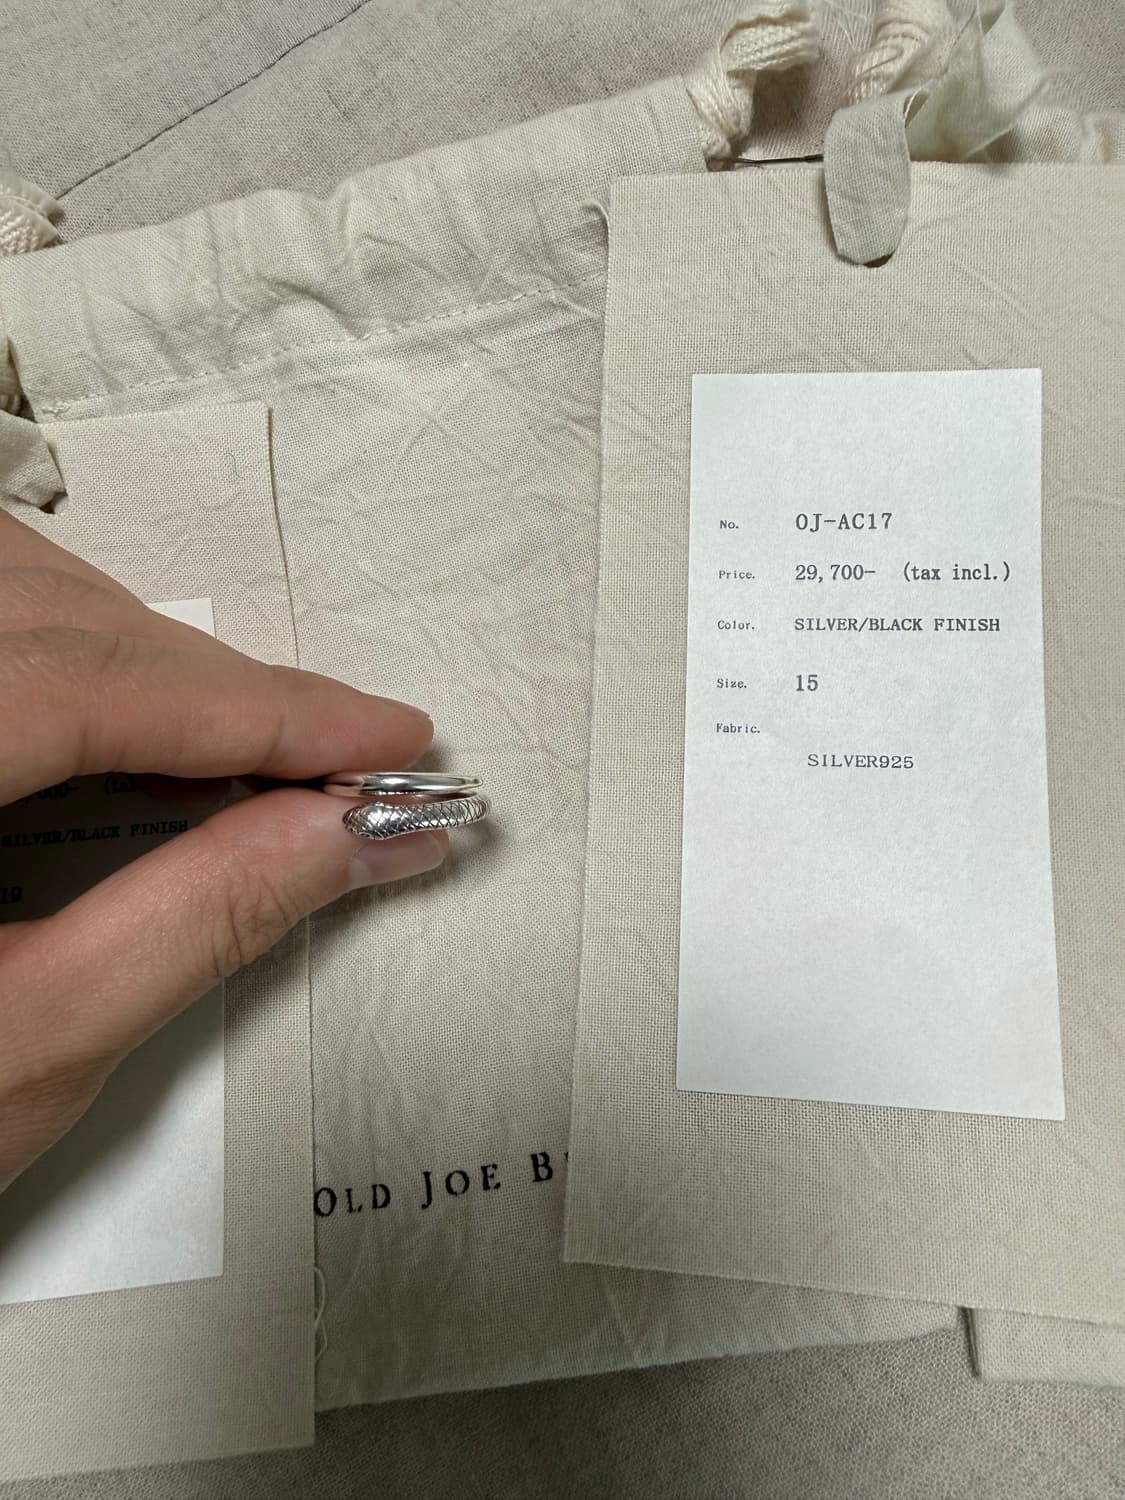 No. OJ-AC17
Price. 29,700- (tax incl.)
Color. SILVER/BLACK FINISH
Size. 15
Fabric.
SILVER925
(tax
SILVER/BLACK FINISH
19
OLD JOE